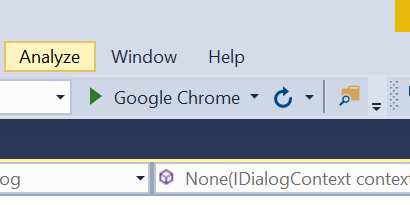 Analyze Window Help
Google Chrome
og None(IDialogContext context